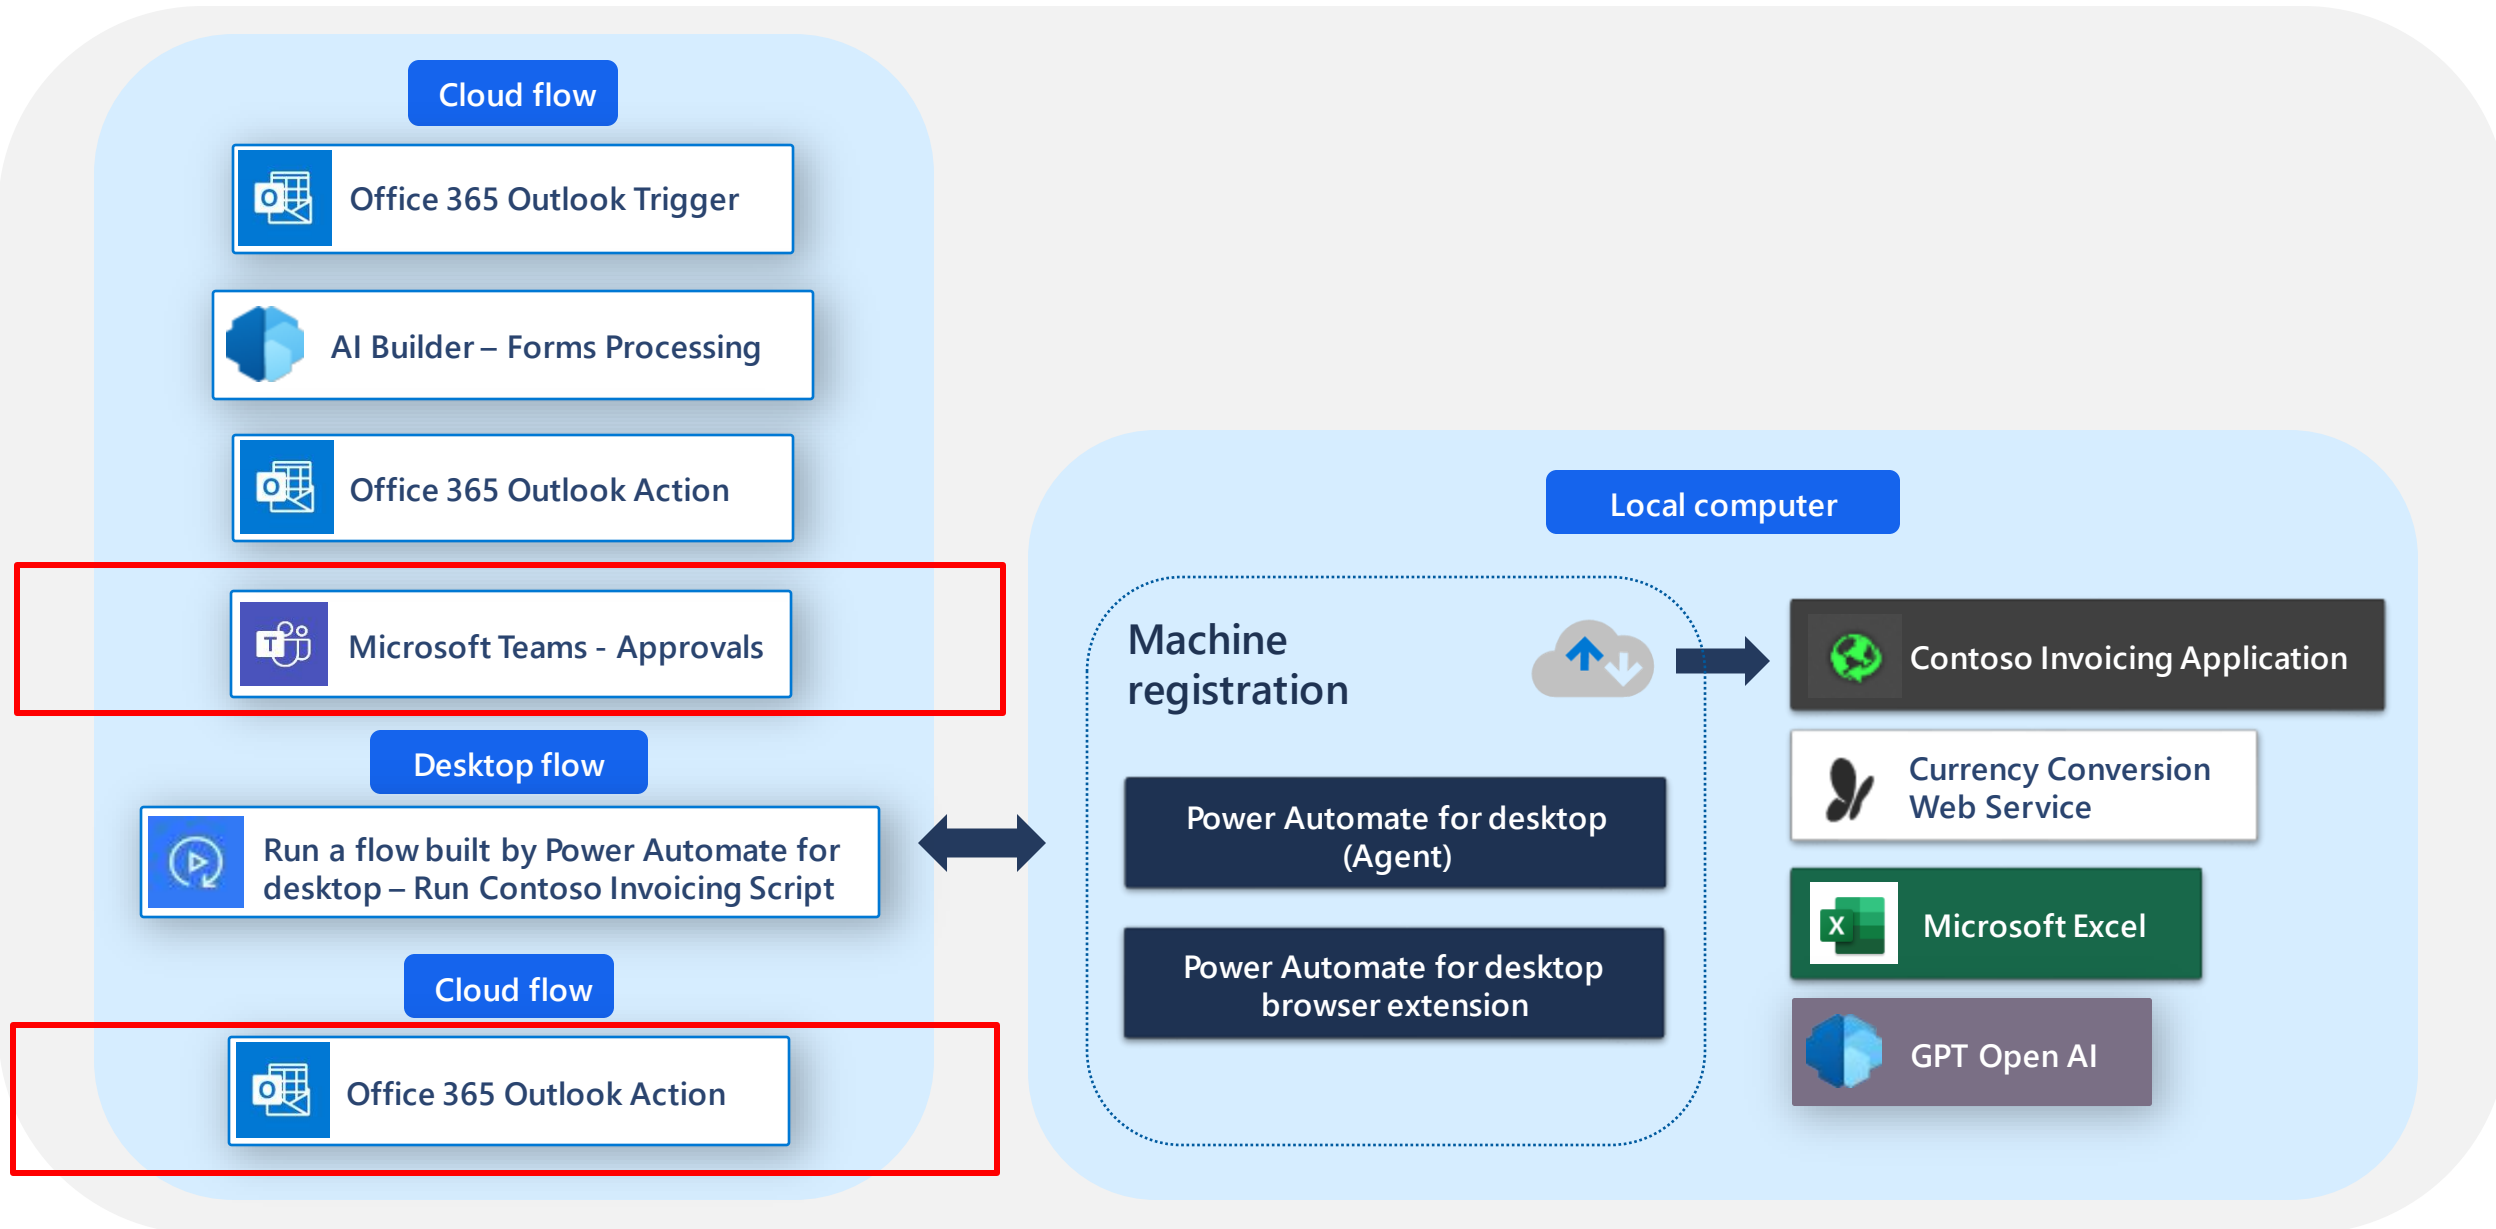 Cloud flow
Office 365 Outlook Trigger
AI Builder – Forms Processing
Office 365 Outlook Action
Microsoft Teams - Approvals
Desktop flow
Run a flow built by Power Automate for
desktop – Run Contoso Invoicing Script
Cloud flow
Office 365 Outlook Action
Local computer
Machine
registration
Power Automate for desktop
(Agent)
Power Automate for desktop
browser extension
Contoso Invoicing Application
Currency Conversion
Web Service
Microsoft Excel
GPT Open AI